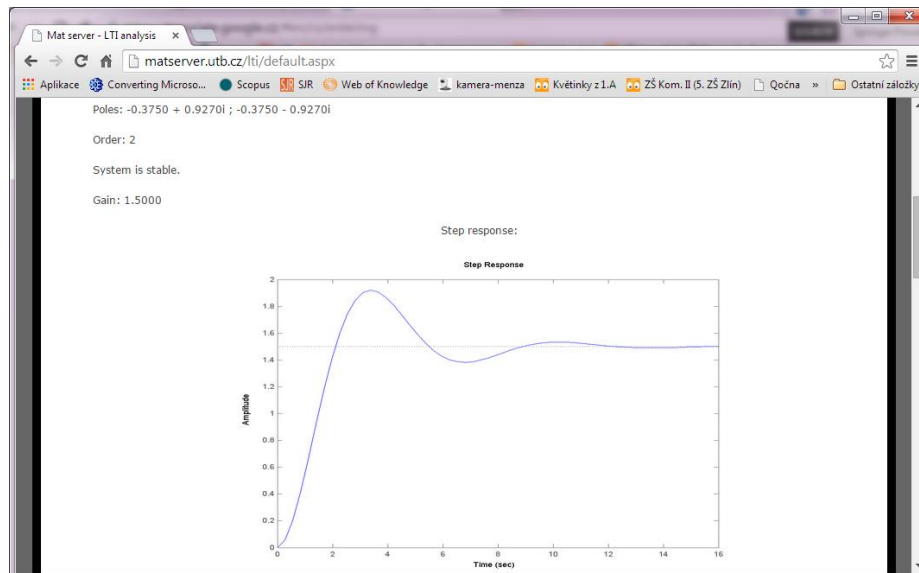 Mat server - LTI analysis
matserver.utb.cz/lti/default.aspx
Aplikace Converting Microso... Scopus SJR Web of Knowledge kamera-menza Květinky z 1.A ZŠ Kom. II (5. ZŠ Zlín) Qočna » Ostatní záložky
Poles: -0.3750 + 0.9270i ; -0.3750 - 0.9270i
Order: 2
System is stable.
Gain: 1.5000
Step response:
Step Response
2
1.8
1.6
1.4
1.2
1
0.8
0.6
0.4
0.2
0
Amplitude
0 2 4 6 8 10 12 14 16
Time (sec)